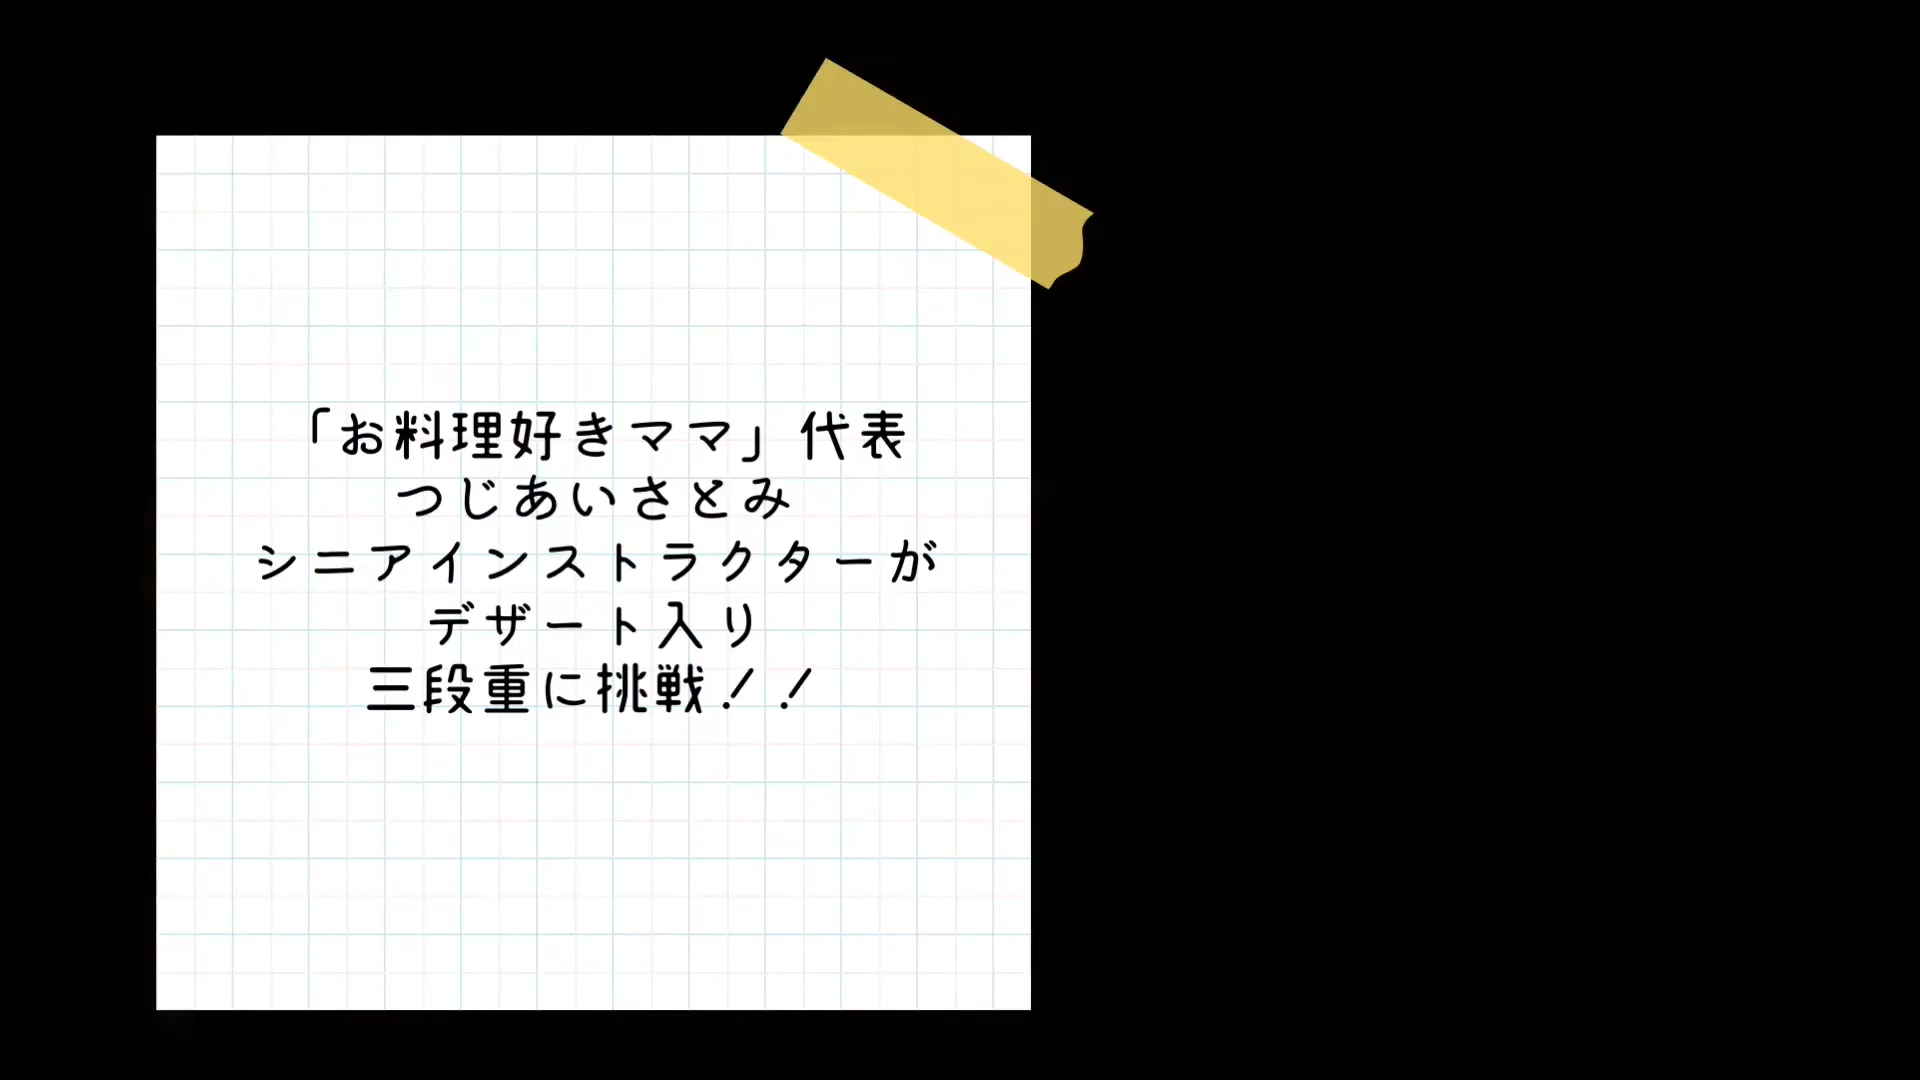 「お料理好きママ」代表
つじあいさとみ
シニアインストラクターが
デザート入り
三段重に挑戦！！